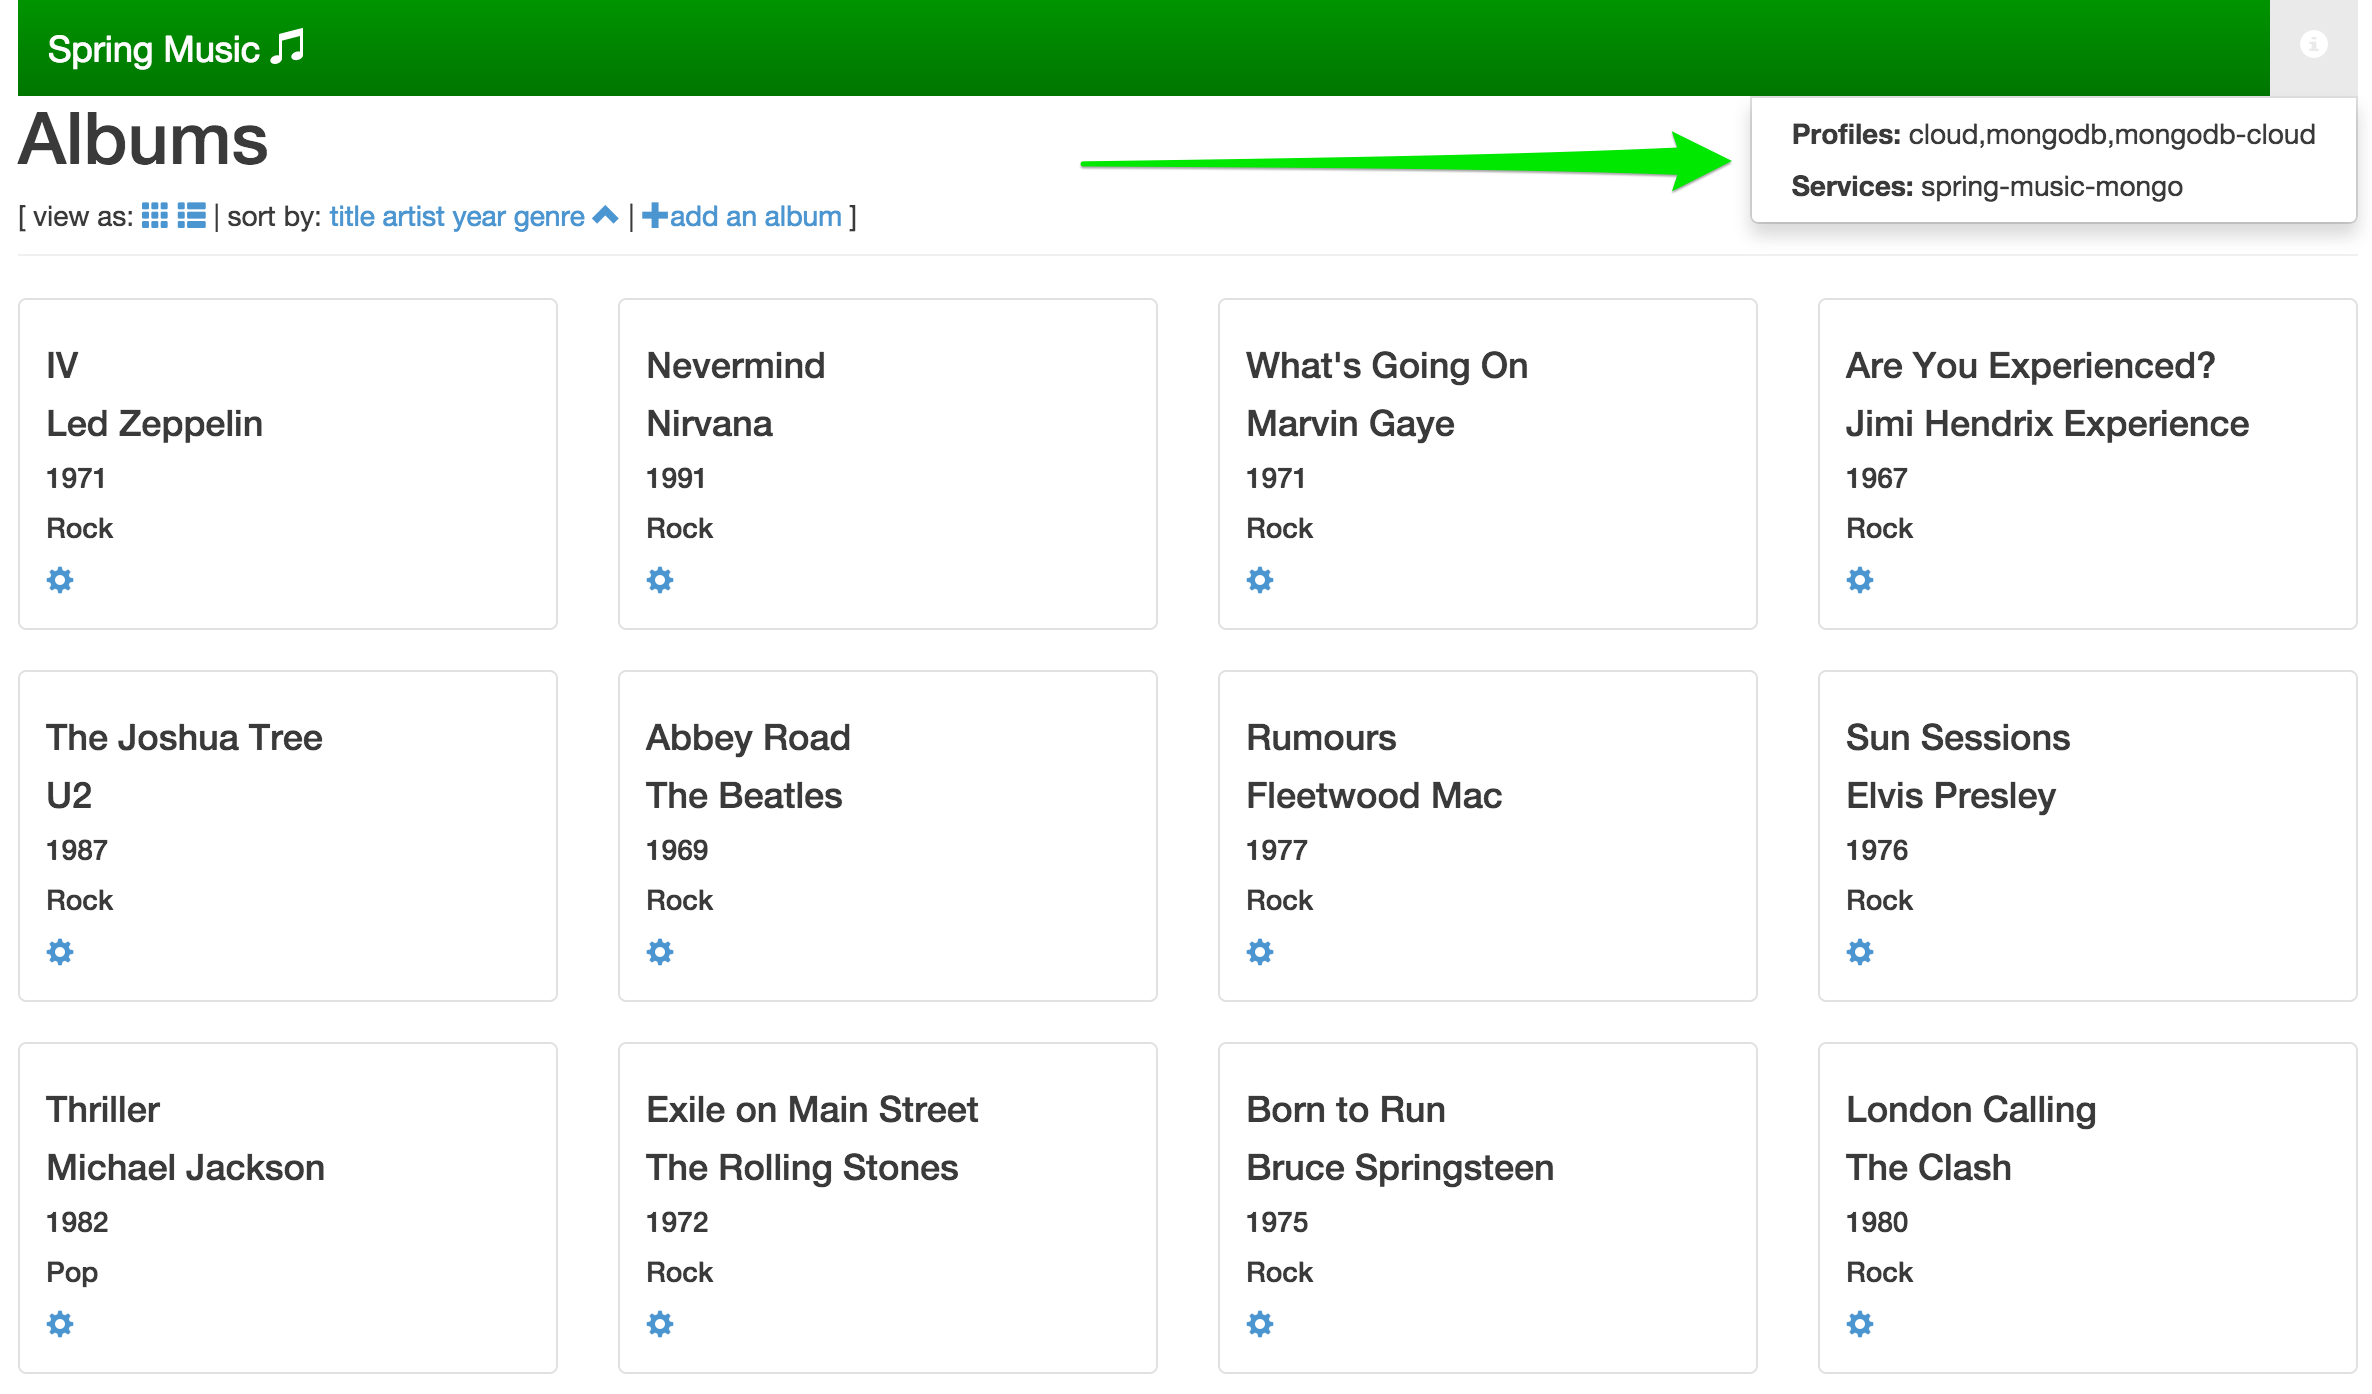 Spring Music
Profiles: cloud,mongodb,mongodb-cloud
Services: spring-music-mongo
Albums
[ view as: | sort by: title artist year genre | add an album ]
IV
Led Zeppelin
1971
Rock
Nevermind
Nirvana
1991
Rock
What's Going On
Marvin Gaye
1971
Rock
Are You Experienced?
Jimi Hendrix Experience
1967
Rock
The Joshua Tree
U2
1987
Rock
Abbey Road
The Beatles
1969
Rock
Rumours
Fleetwood Mac
1977
Rock
Sun Sessions
Elvis Presley
1976
Rock
Thriller
Michael Jackson
1982
Pop
Exile on Main Street
The Rolling Stones
1972
Rock
Born to Run
Bruce Springsteen
1975
Rock
London Calling
The Clash
1980
Rock